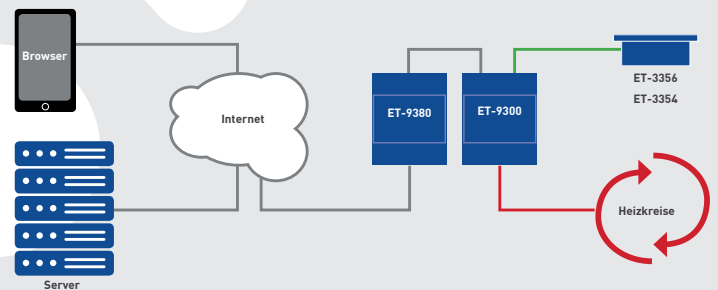 Browser
Internet
ET-9380
ET-9300
ET-3356
ET-3354
Heizkreise
Server